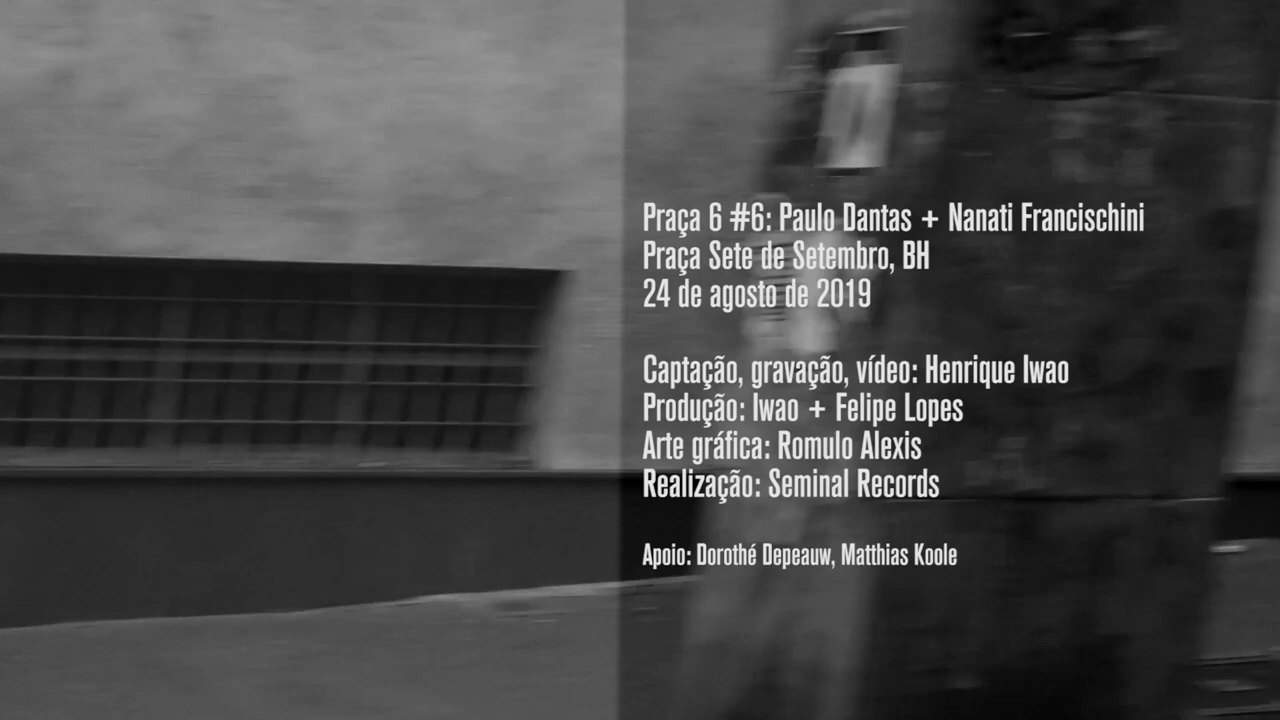 Praça 6 #6: Paulo Dantas + Nanati Francischini
Praça Sete de Setembro, BH
24 de agosto de 2019
Captação, gravação, vídeo: Henrique Iwao
Produção: Iwao + Felipe Lopes
Arte gráfica: Romulo Alexis
Realização: Seminal Records
Apoio: Dorothé Depeauw, Matthias Koole